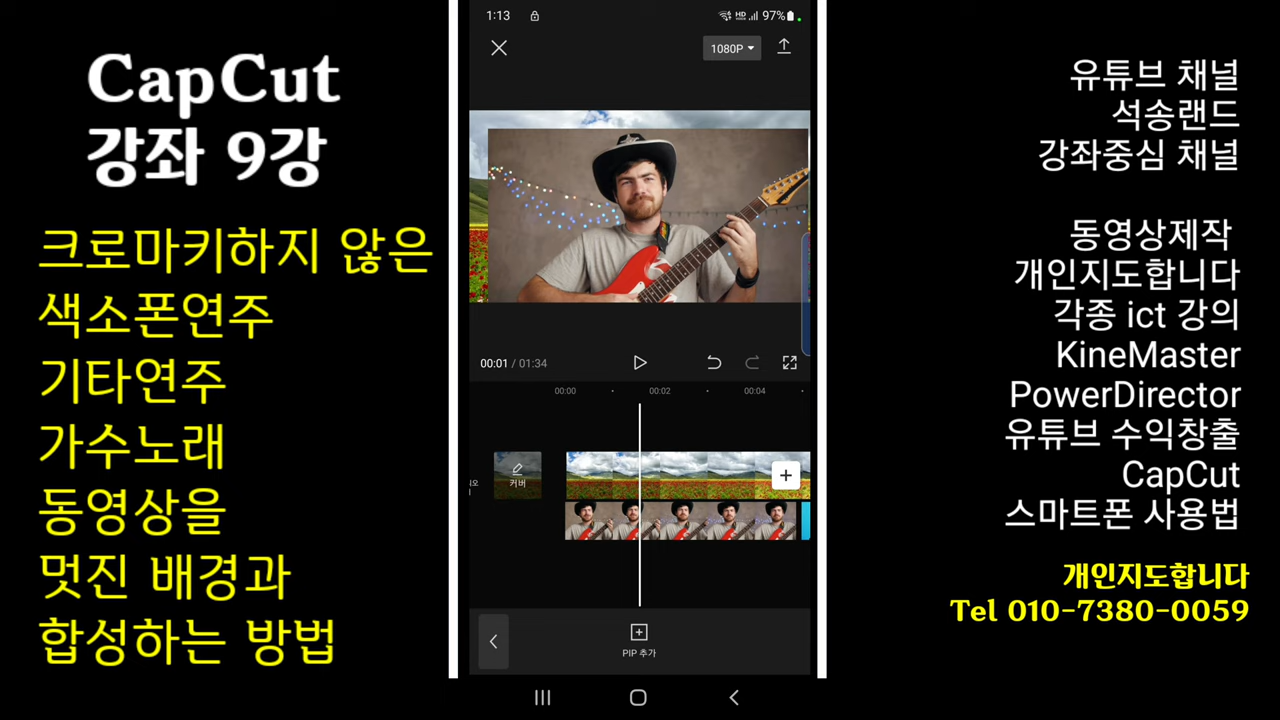 CapCut
강좌 9강
크로마키하지 않은
색소폰연주
기타연주
가수노래
동영상을
멋진 배경과
합성하는 방법
1:13
HD
97%
1080P
00:01 / 01:34
00:00
00:02
00:04
커버
PIP 추가
유튜브 채널
석송랜드
강좌중심 채널
동영상제작
개인지도합니다
각종 ict 강의
KineMaster
PowerDirector
유튜브 수익창출
CapCut
스마트폰 사용법
개인지도합니다
Tel 010-7380-0059